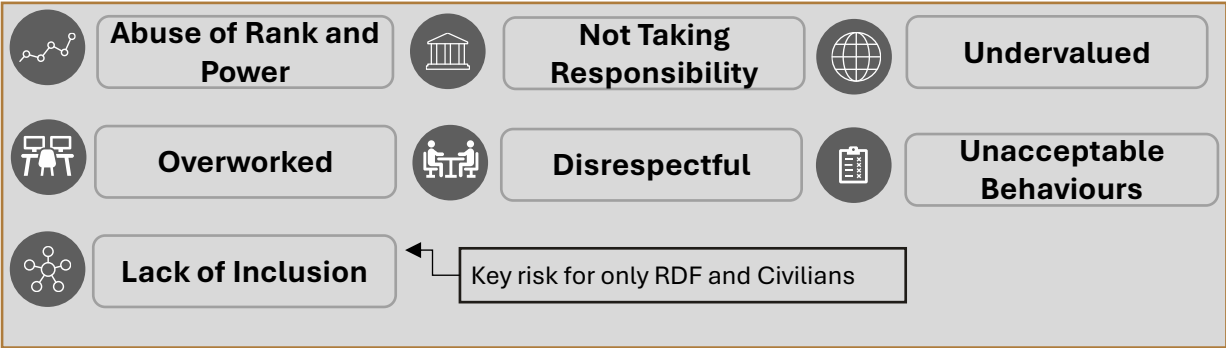 Abuse of Rank and
Power
Not Taking
Responsibility
Undervalued
Overworked
Disrespectful
Unacceptable
Behaviours
Lack of Inclusion
Key risk for only RDF and Civilians